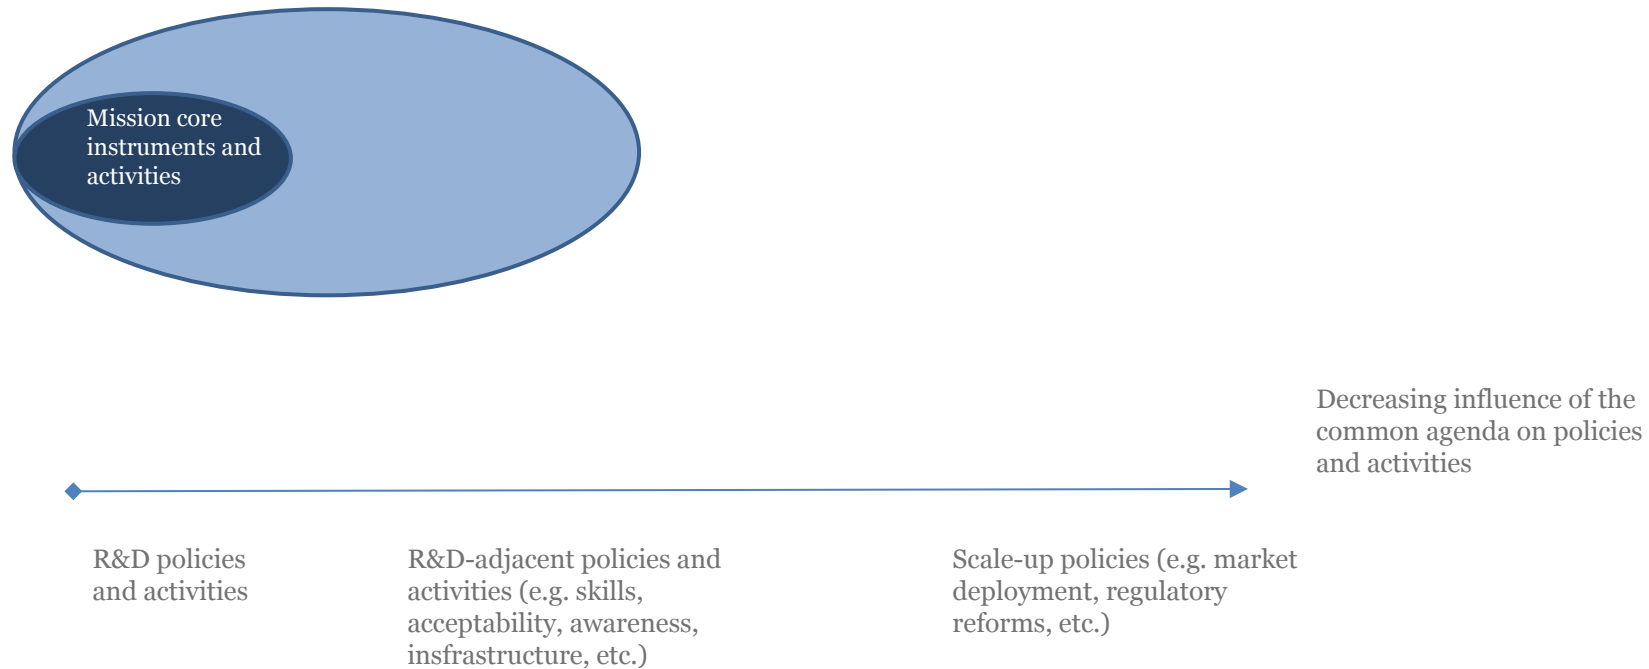 Mission core
instruments and
activities
Decreasing influence of the
common agenda on policies
and activities
R&D policies
and activities
R&D-adjacent policies and
activities (e.g. skills,
acceptability, awareness,
insfrastructure, etc.)
Scale-up policies (e.g. market
deployment, regulatory
reforms, etc.)